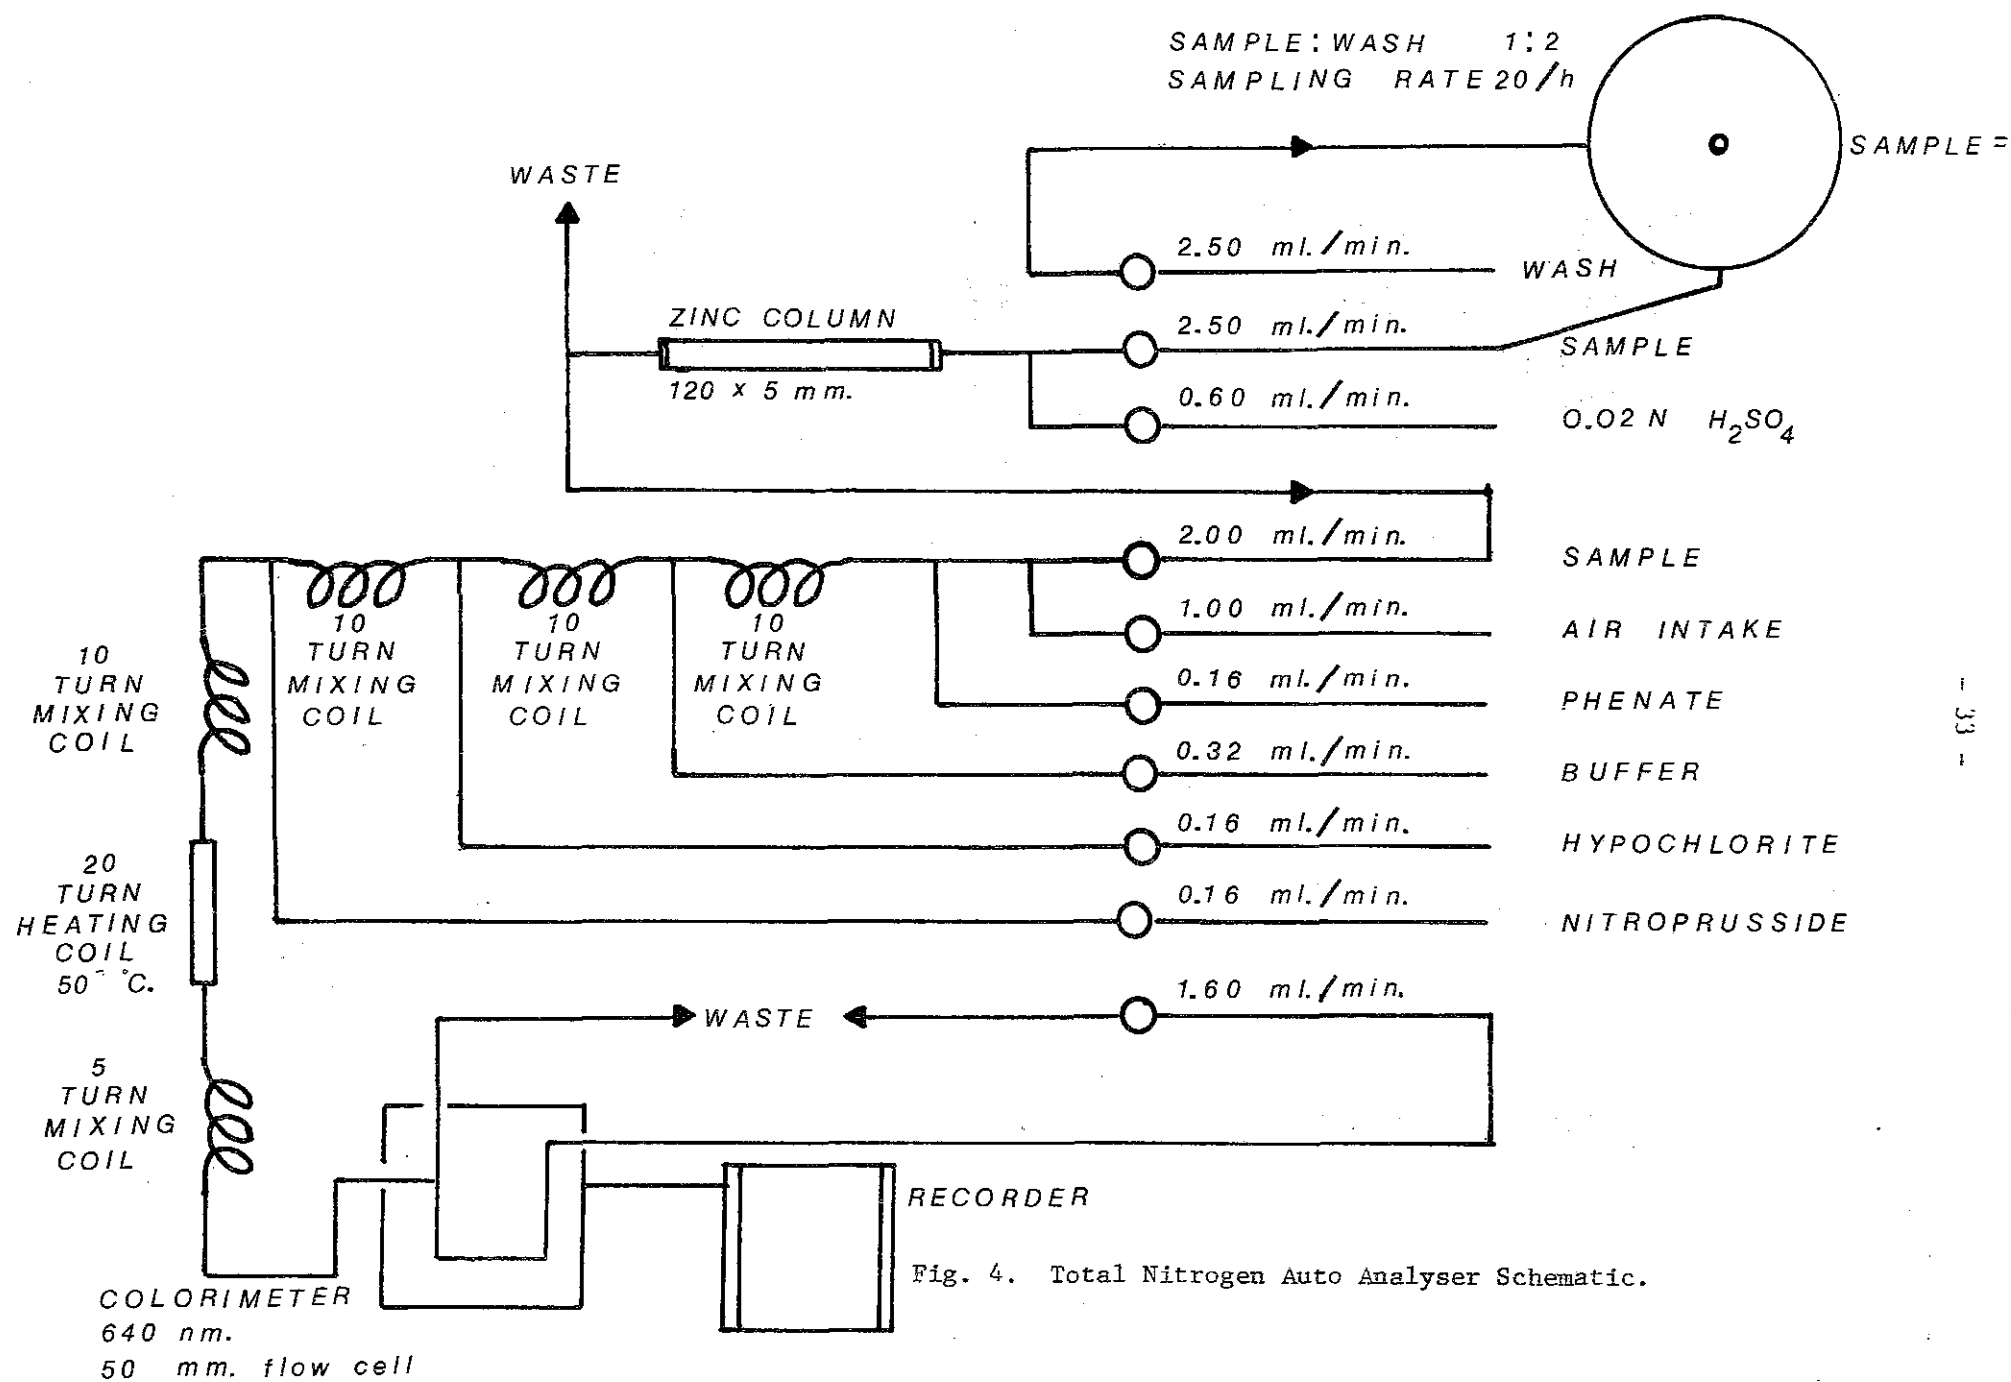 SAMPLE:WASH 1:2
SAMPLING RATE 20/h
SAMPLE
WASTE
2.50 ml./min.
WASH
ZINC COLUMN
120 x 5 mm.
2.50 ml./min.
SAMPLE
0.60 ml./min.
0.02 N H2SO4
2.00 ml./min.
SAMPLE
1.00 ml./min.
AIR INTAKE
0.16 ml./min.
PHENATE
0.32 ml./min.
BUFFER
0.16 ml./min.
HYPOCHLORITE
0.16 ml./min.
NITROPRUSSIDE
1.60 ml./min.
WASTE
10
TURN
MIXING
COIL
10
TURN
MIXING
COIL
10
TURN
MIXING
COIL
10
TURN
MIXING
COIL
20
TURN
HEATING
COIL
50 °C.
5
TURN
MIXING
COIL
RECORDER
COLORIMETER
640 nm.
50 mm. flow cell
Fig. 4. Total Nitrogen Auto Analyser Schematic.
- 33 -